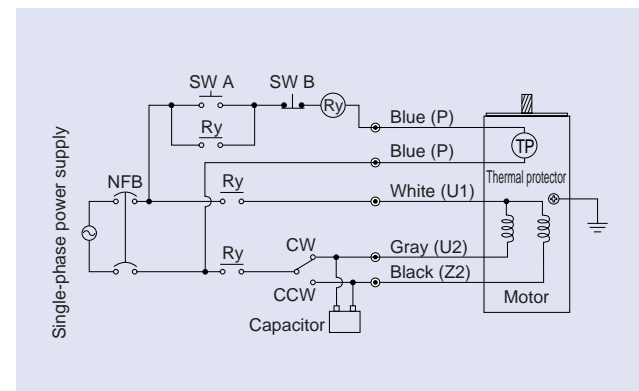 SW A
SW B
Ry
Blue (P)
Ry
Blue (P)
TP
Thermal protector
NFB
Ry
White (U1)
Single-phase power supply
Ry
CW
Gray (U2)
CCW
Black (Z2)
Motor
Capacitor